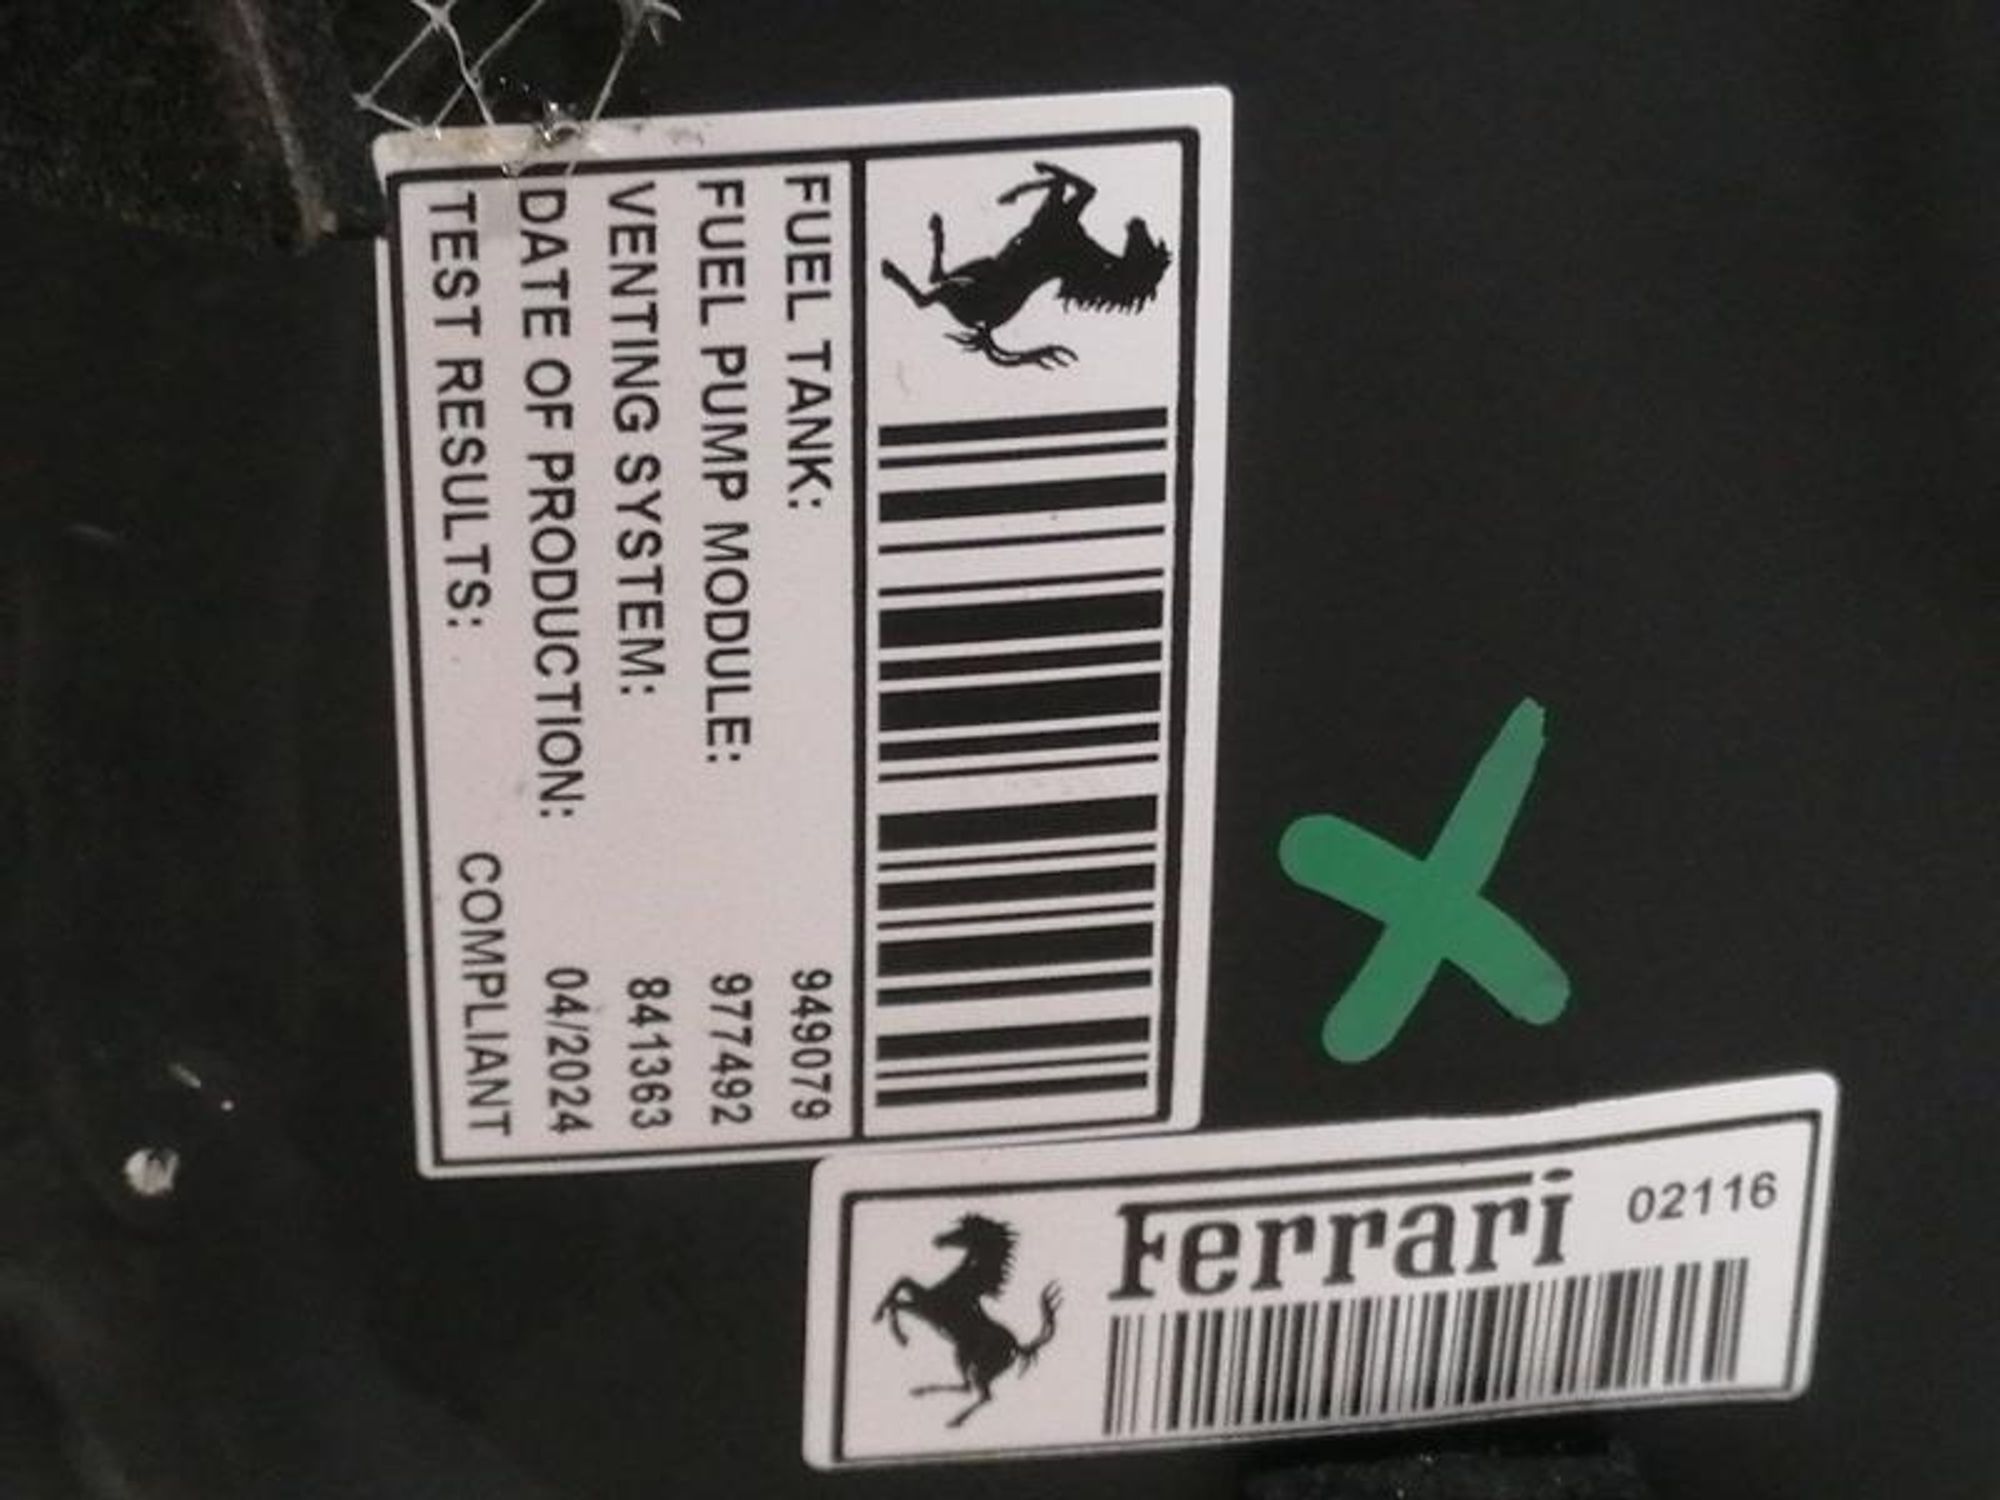 FUEL TANK: 949079
FUEL PUMP MODULE: 977492
VENTING SYSTEM: 841363
DATE OF PRODUCTION: 04/2024
TEST RESULTS: COMPLIANT
Ferrari 02116